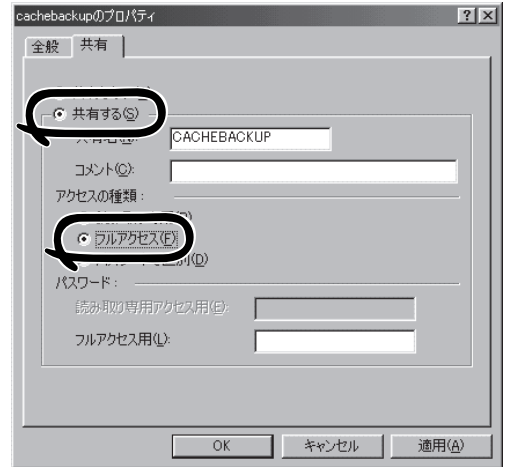 cachebackupのプロパティ
全般 共有
共有する(S)
CACHEBACKUP
コメント(C):
アクセスの種類：
フルアクセス(F)
(D)
パスワード：
読み取り専用アクセス用(E):
フルアクセス用(L):
OK キャンセル 適用(A)